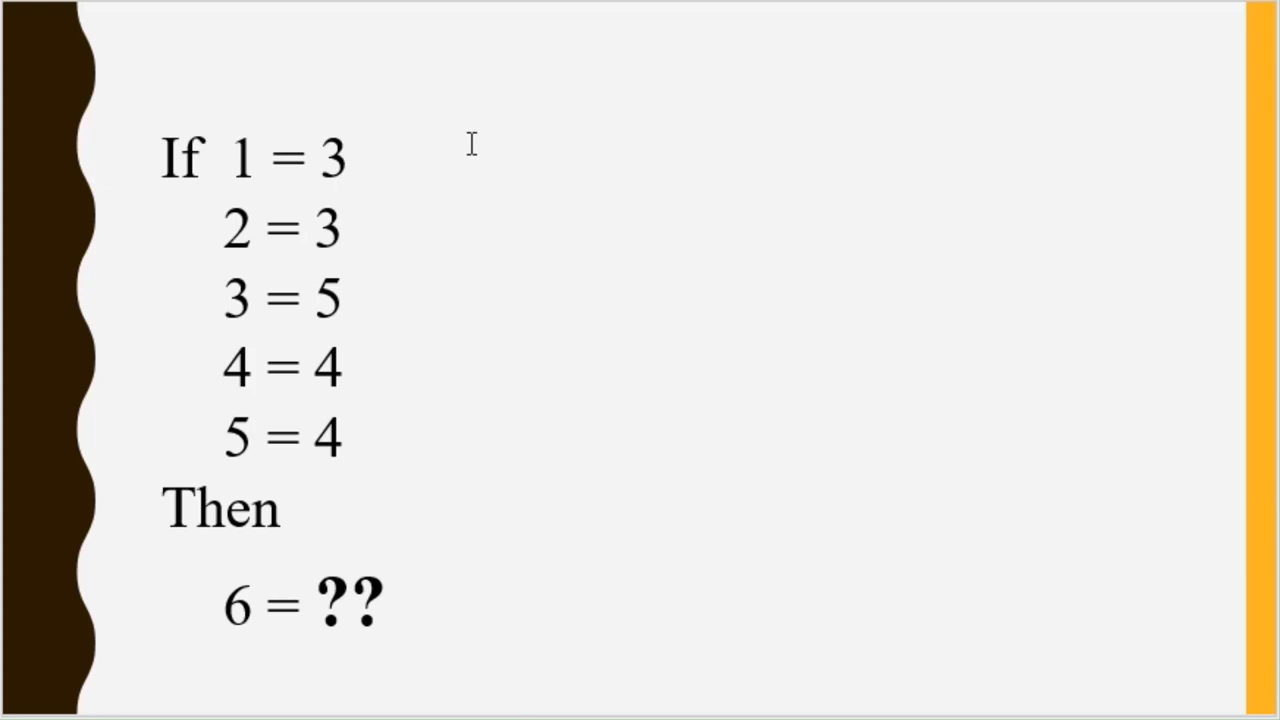 If 1 = 3
2 = 3
3 = 5
4 = 4
5 = 4
Then
6 = ??